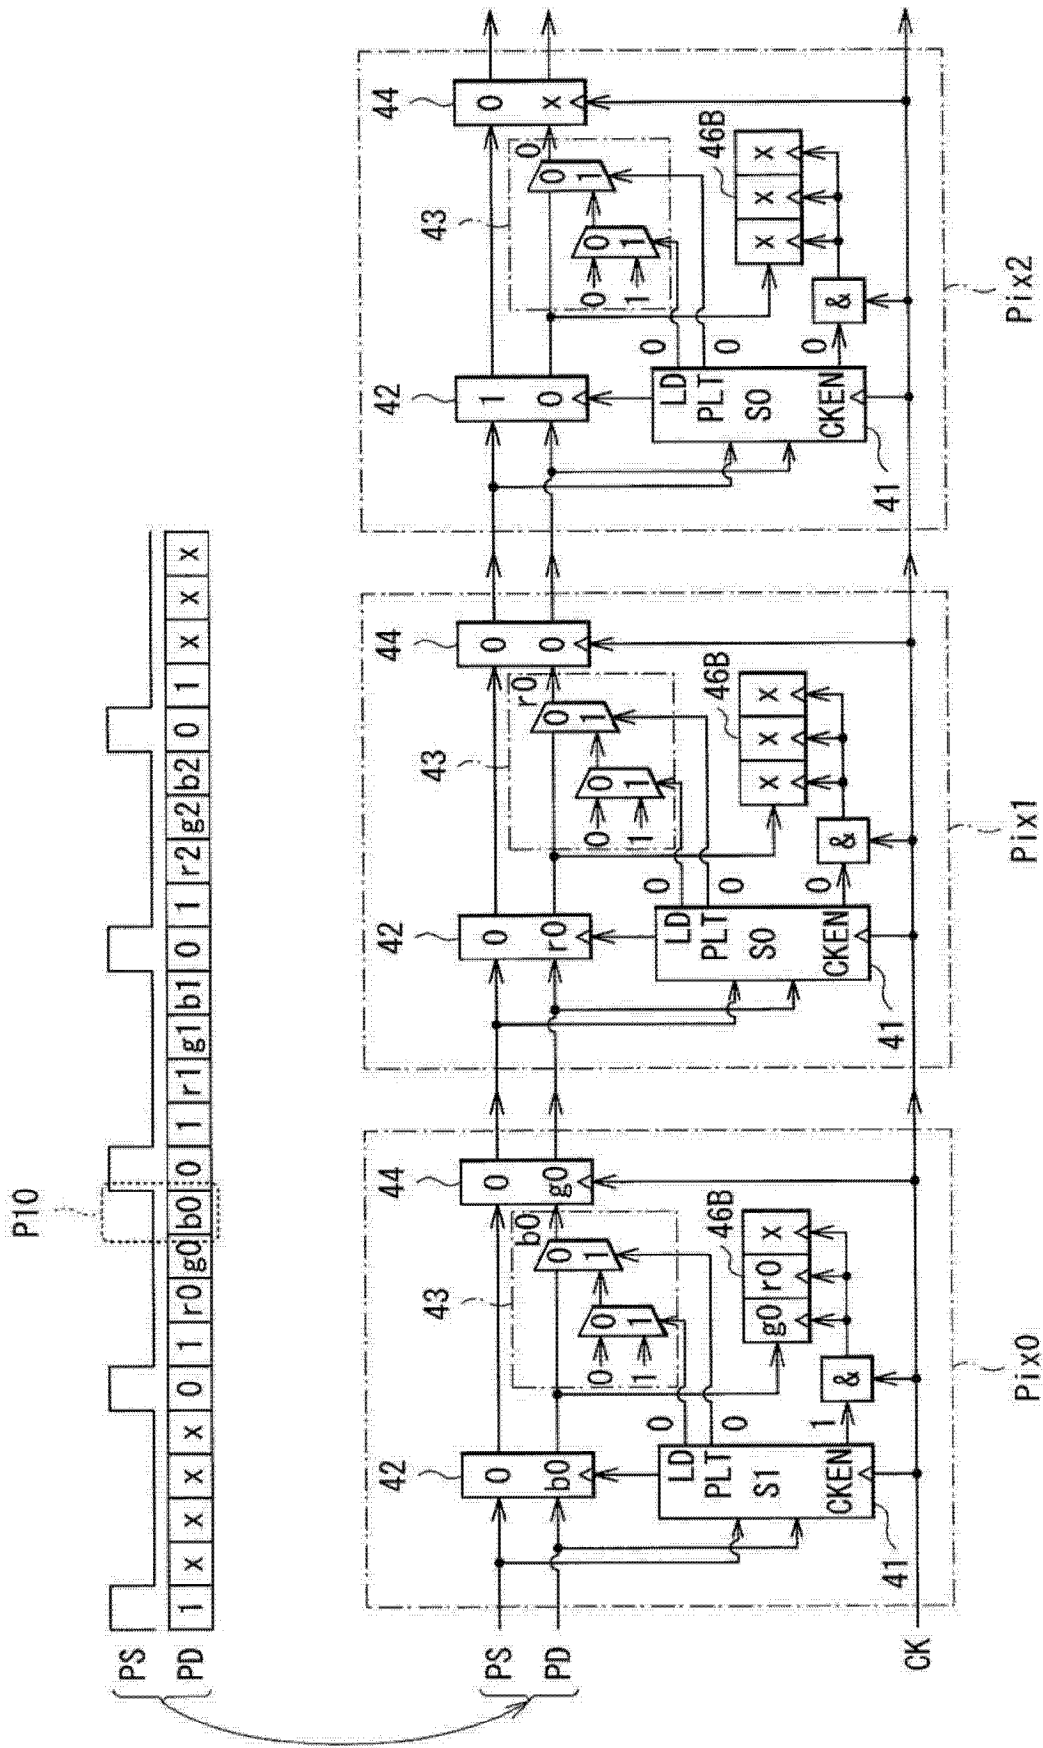 P10
PS
PD 1 x x x x 0 1 r0 g0 b0 0 1 r1 g1 b1 0 1 r2 g2 b2 0 1 x x x
PS
PD
CK
42 43 44
0 0
b0 b0 g0
0 1
0 1
0 1
LD 0
PLT 0
S1
CKEN 1
41
46B
g0 r0 x
&
Pix0
42 43 44
0 0
r0 r0 0
0 1
0 1
0 1
LD 0
PLT 0
S0
CKEN 0
41
46B
x x x
&
Pix1
42 43 44
1 0
0 0 x
0 1
0 1
0 1
LD 0
PLT 0
S0
CKEN 0
41
46B
x x x
&
Pix2